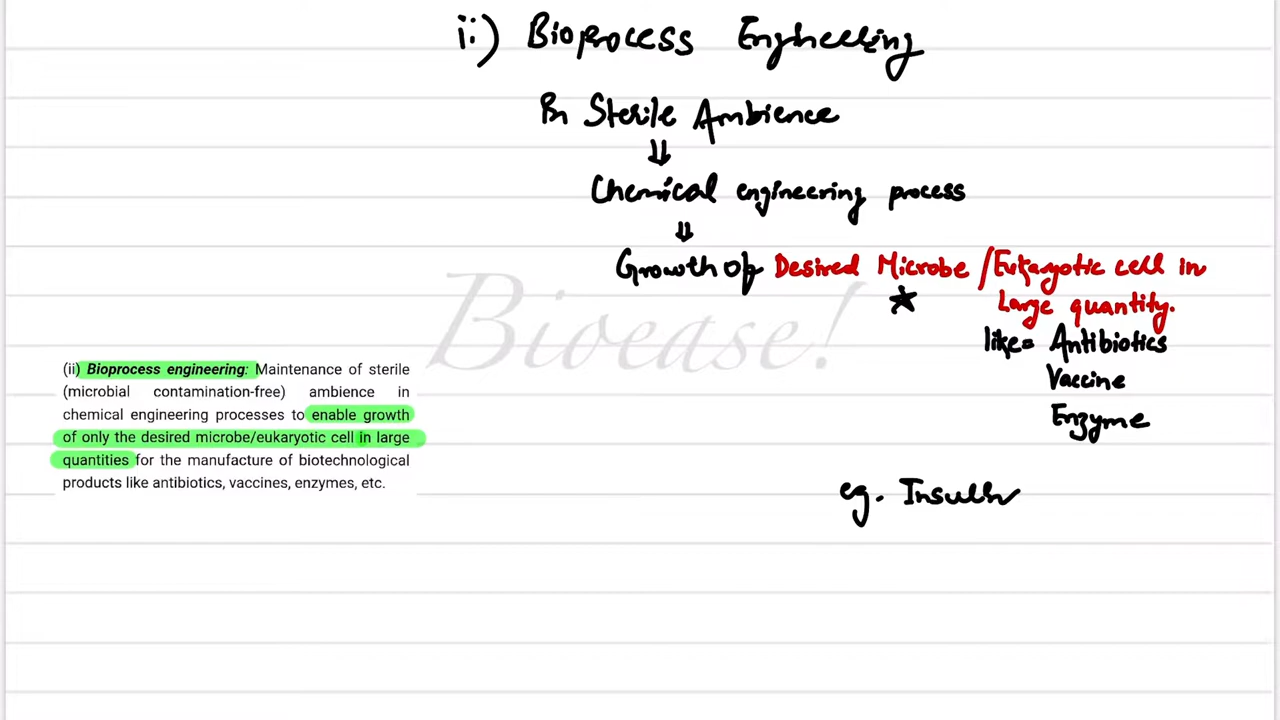 ii) Bioprocess Engineering
In Sterile Ambience
⇓
Chemical engineering process
⇓
Growth of Desired Microbe / Eukaryotic cell in
Large quantity.
like = Antibiotics
Vaccine
Enzyme
Bioease!
(ii) Bioprocess engineering: Maintenance of sterile
(microbial contamination-free) ambience in
chemical engineering processes to enable growth
of only the desired microbe/eukaryotic cell in large
quantities for the manufacture of biotechnological
products like antibiotics, vaccines, enzymes, etc.
eg. Insulin